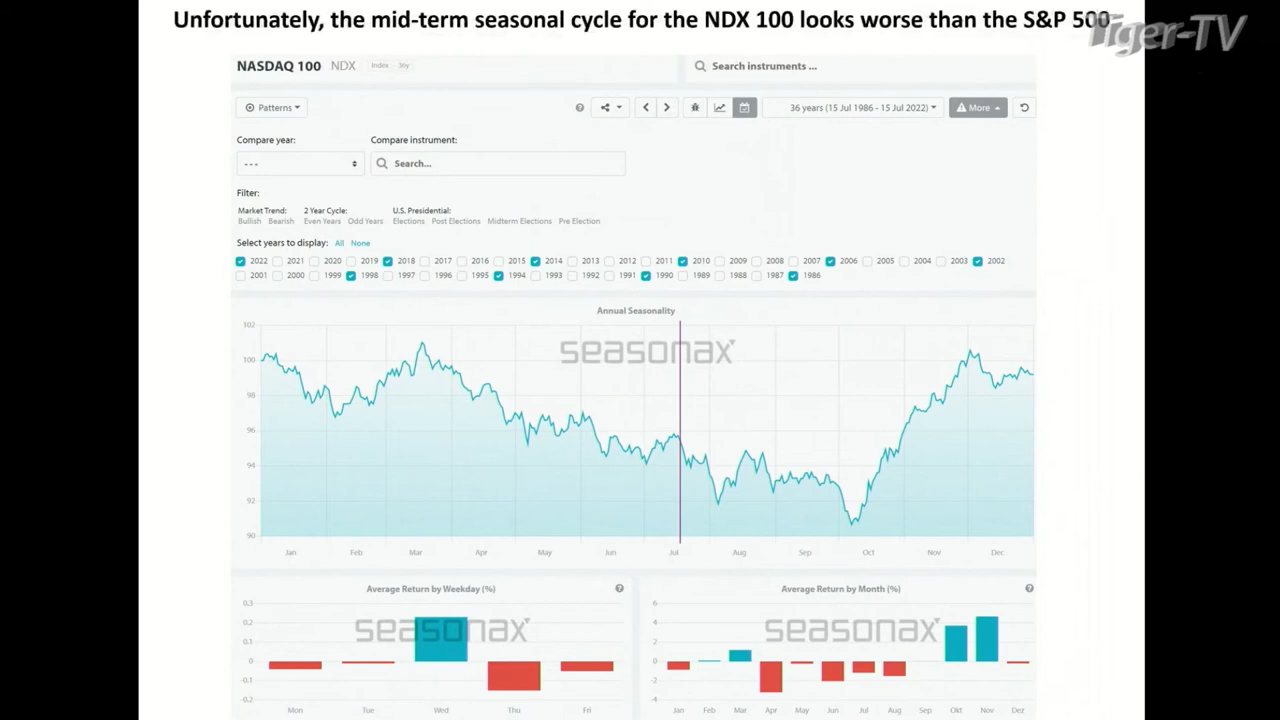 Unfortunately, the mid-term seasonal cycle for the NDX 100 looks worse than the S&P 500
Tiger-TV
NASDAQ 100 NDX Index 36y
Search instruments ...
Patterns
36 years (15 Jul 1986 - 15 Jul 2022)
More
Compare year: Compare instrument:
--- Search...
Filter:
Market Trend: 2 Year Cycle: U.S. Presidential:
Bullish Bearish Even Years Odd Years Elections Post Elections Midterm Elections Pre Election
Select years to display: All None
2022 2021 2020 2019 2018 2017 2016 2015 2014 2013 2012 2011 2010 2009 2008 2007 2006 2005 2004 2003 2002
2001 2000 1999 1998 1997 1996 1995 1994 1993 1992 1991 1990 1989 1988 1987 1986
Annual Seasonality
seasonax
102
100
98
96
94
92
90
Jan Feb Mar Apr May Jun Jul Aug Sep Oct Nov Dec
Average Return by Weekday (%)
seasonax
0.3
0.2
0.1
0
-0.1
-0.2
Mon Tue Wed Thu Fri
Average Return by Month (%)
seasonax
6
4
2
0
-2
-4
Jan Feb Mar Apr May Jun Jul Aug Sep Okt Nov Dez